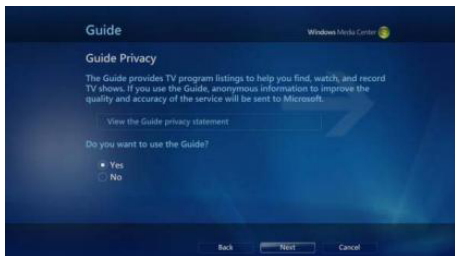 Guide
Windows Media Center
Guide Privacy
The Guide provides TV program listings to help you find, watch, and record
TV shows. If you use the Guide, anonymous information to improve the
quality and accuracy of the service will be sent to Microsoft.
View the Guide privacy statement
Do you want to use the Guide?
Yes
No
Back
Next
Cancel